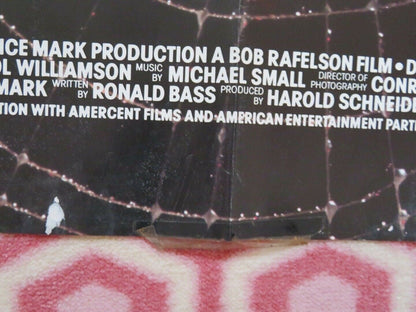 ICE MARK PRODUCTION A BOB RAFELSON FILM • D
OL WILLIAMSON MUSIC BY MICHAEL SMALL DIRECTOR OF PHOTOGRAPHY CONR
MARK WRITTEN BY RONALD BASS PRODUCED BY HAROLD SCHNEID
TION WITH AMERCENT FILMS AND AMERICAN ENTERTAINMENT PART